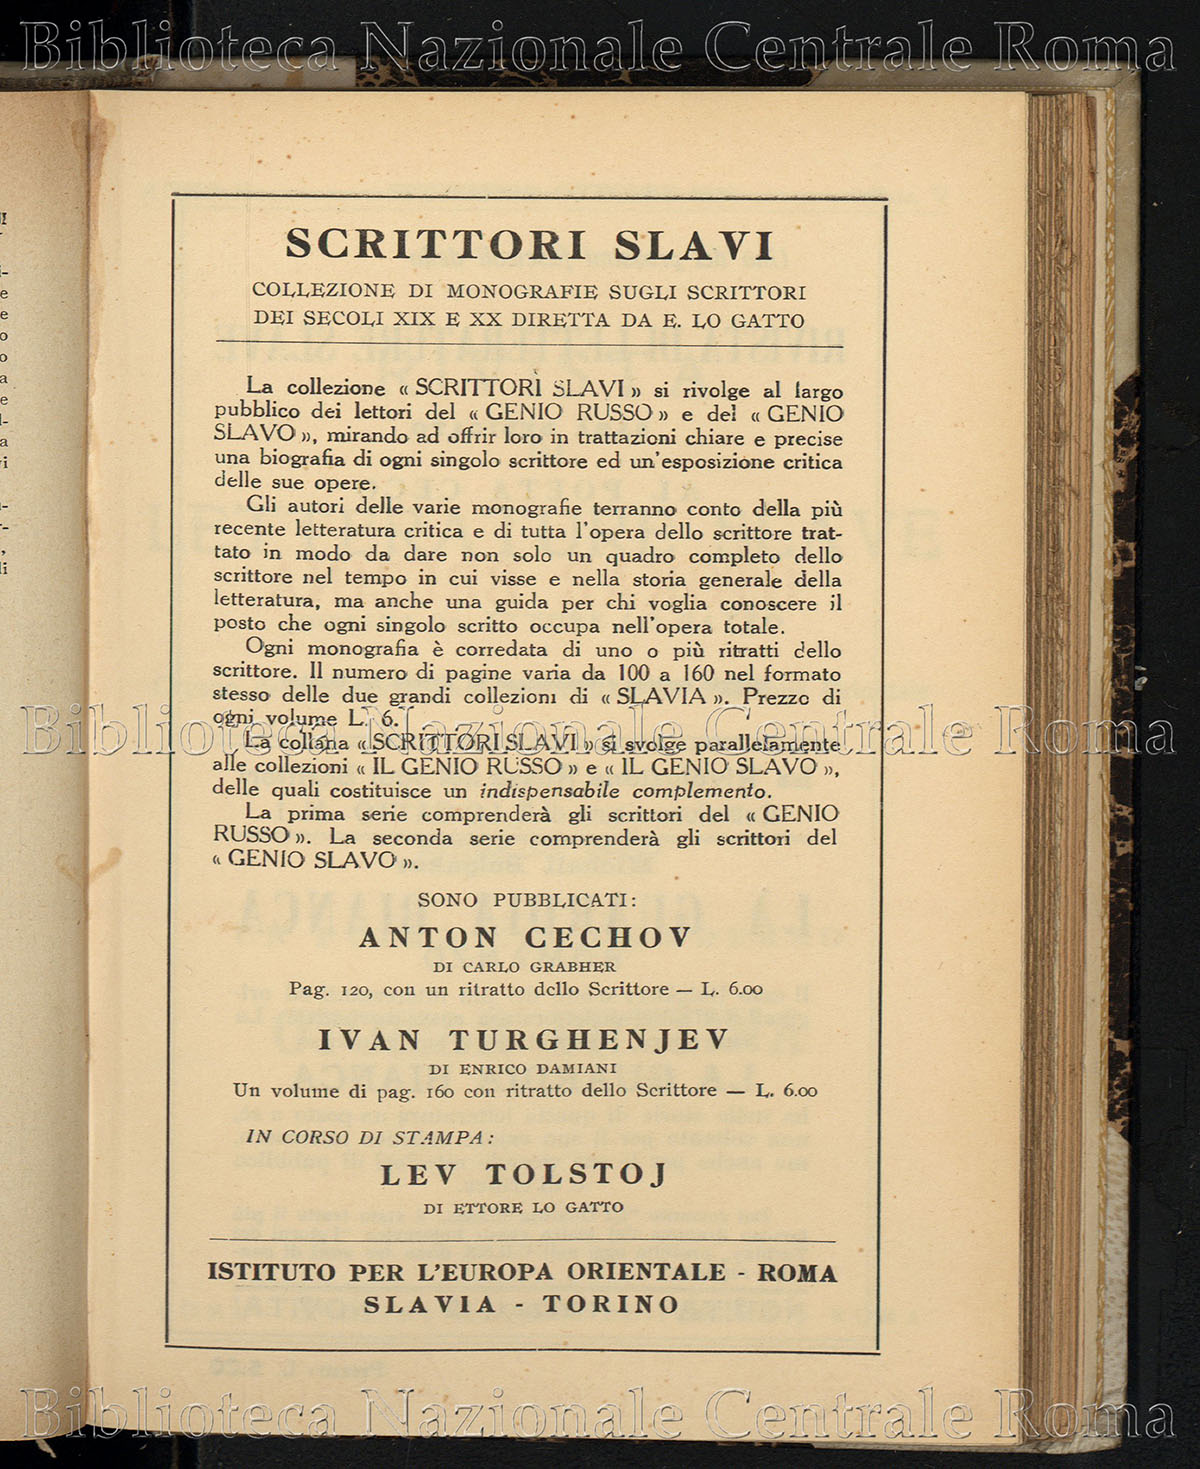 Biblioteca Nazionale Centrale Roma
SCRITTORI SLAVI
COLLEZIONE DI MONOGRAFIE SUGLI SCRITTORI
DEI SECOLI XIX E XX DIRETTA DA E. LO GATTO
La collezione « SCRITTORI SLAVI » si rivolge al largo
pubblico dei lettori del « GENIO RUSSO » e del « GENIO
SLAVO », mirando ad offrir loro in trattazioni chiare e precise
una biografia di ogni singolo scrittore ed un'esposizione critica
delle sue opere.
Gli autori delle varie monografie terranno conto della più
recente letteratura critica e di tutta l'opera dello scrittore trat-
tato in modo da dare non solo un quadro completo dello
scrittore nel tempo in cui visse e nella storia generale della
letteratura, ma anche una guida per chi voglia conoscere il
posto che ogni singolo scritto occupa nell'opera totale.
Ogni monografia è corredata di uno o più ritratti dello
scrittore. Il numero di pagine varia da 100 a 160 nel formato
stesso delle due grandi collezioni di « SLAVIA ». Prezzo di
ogni volume L. 6.
Biblioteca Nazionale Centrale Roma
La collana « SCRITTORI SLAVI » si svolge parallelamente
alle collezioni « IL GENIO RUSSO » e « IL GENIO SLAVO »,
delle quali costituisce un indispensabile complemento.
La prima serie comprenderà gli scrittori del « GENIO
RUSSO ». La seconda serie comprenderà gli scrittori del
« GENIO SLAVO ».
SONO PUBBLICATI:
ANTON CECHOV
DI CARLO GRABHER
Pag. 120, con un ritratto dello Scrittore — L. 6.00
IVAN TURGHENJEV
DI ENRICO DAMIANI
Un volume di pag. 160 con ritratto dello Scrittore — L. 6.00
IN CORSO DI STAMPA:
LEV TOLSTOJ
DI ETTORE LO GATTO
ISTITUTO PER L'EUROPA ORIENTALE - ROMA
SLAVIA - TORINO
Biblioteca Nazionale Centrale Roma